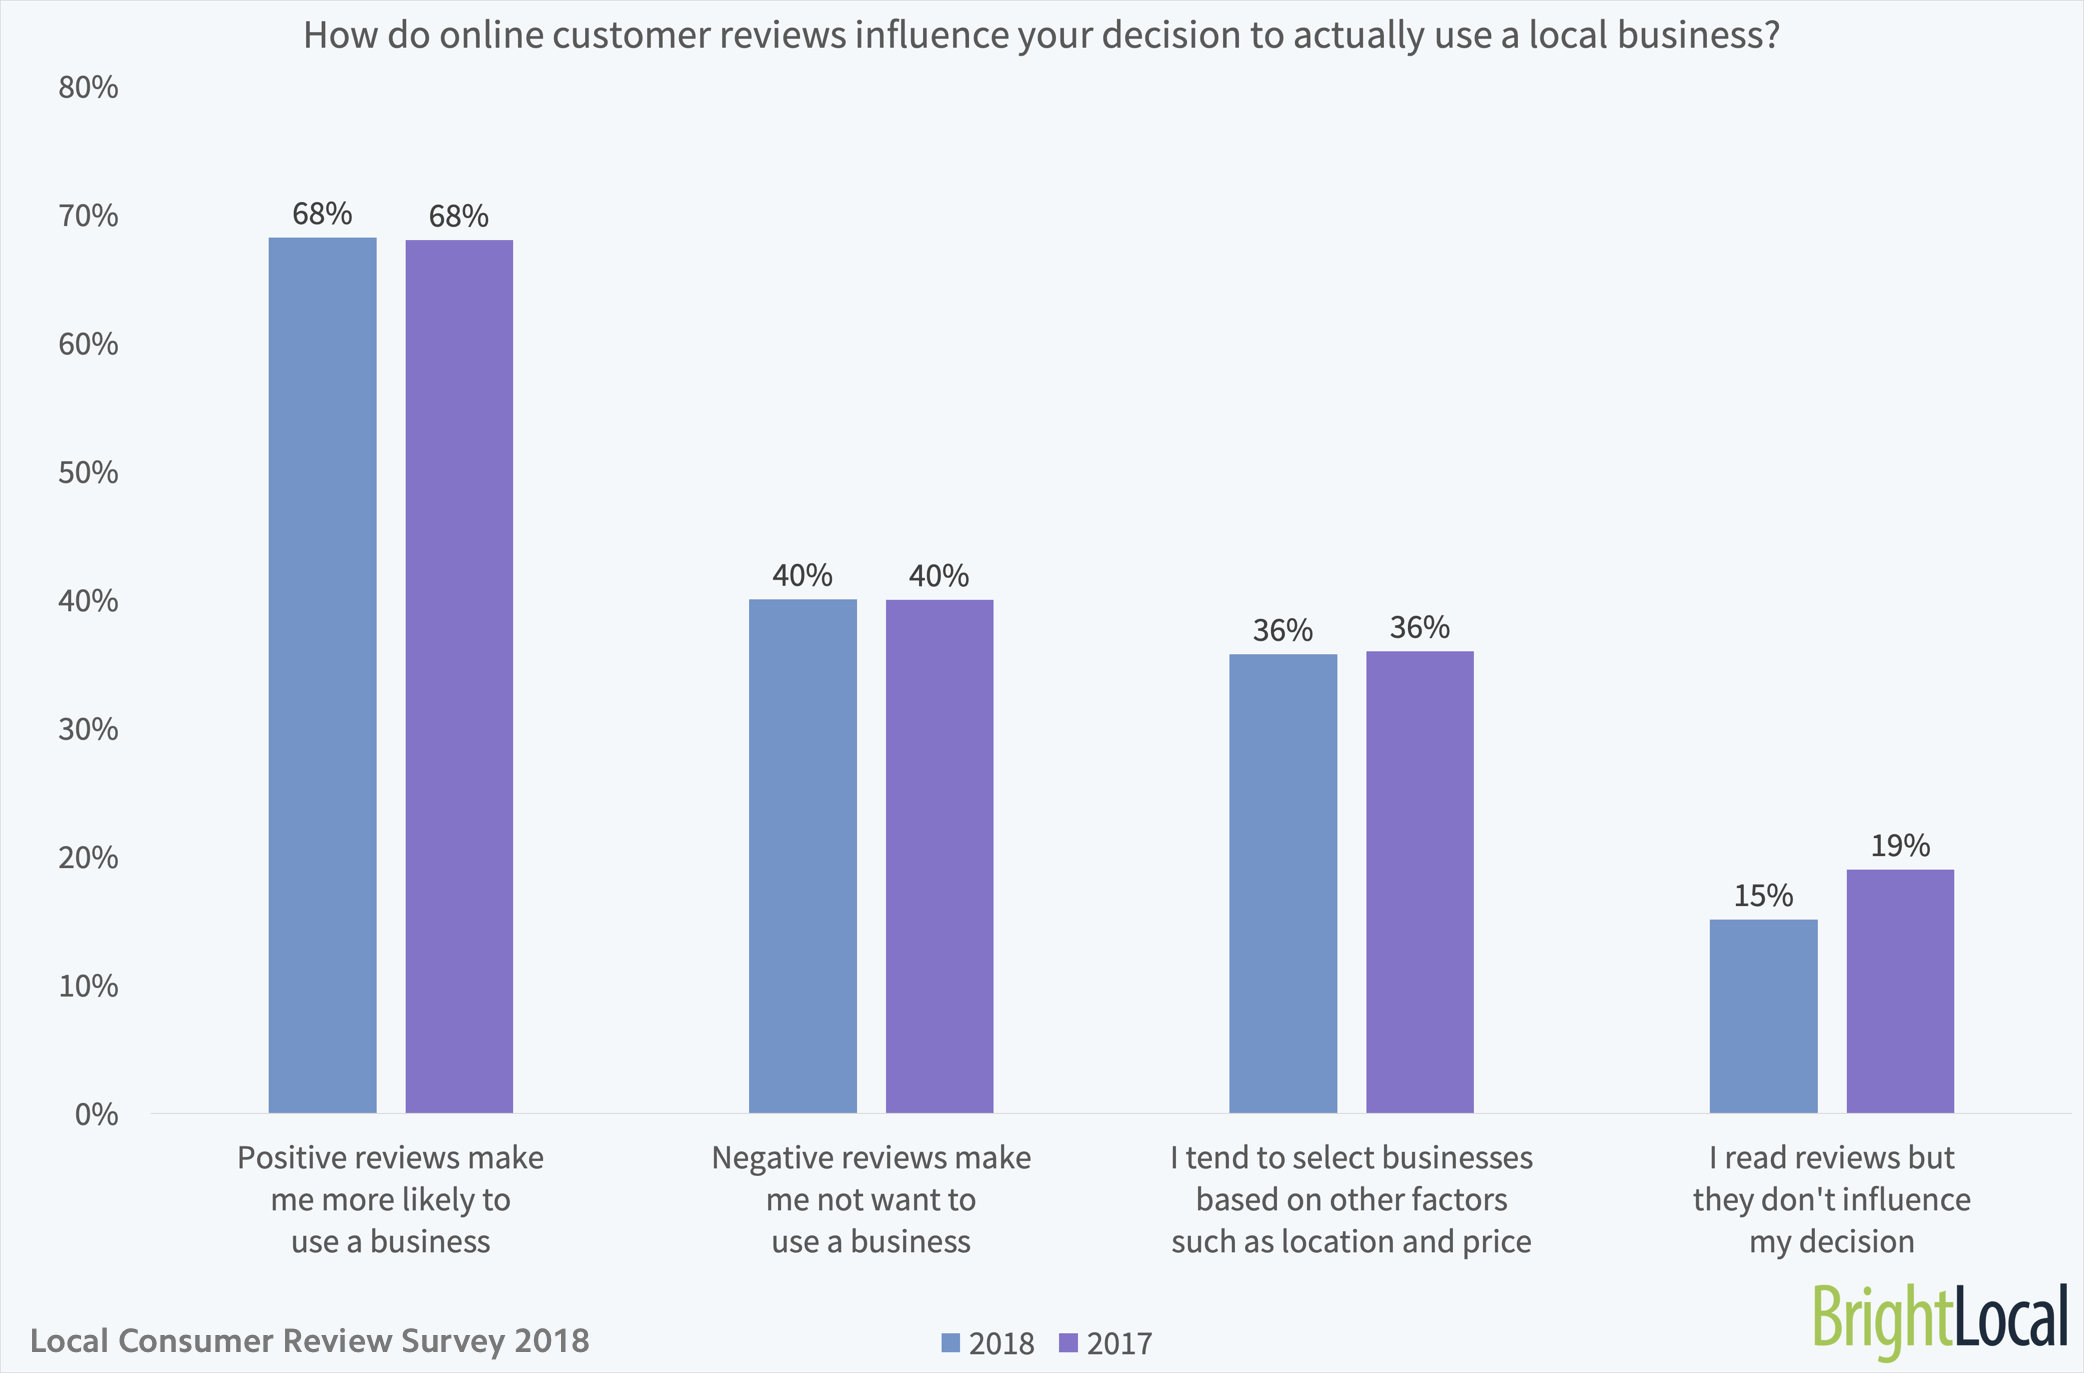 How do online customer reviews influence your decision to actually use a local business?
80%
70%
60%
50%
40%
30%
20%
10%
0%
68%
68%
40%
40%
36%
36%
15%
19%
Positive reviews make
me more likely to
use a business
Negative reviews make
me not want to
use a business
I tend to select businesses
based on other factors
such as location and price
I read reviews but
they don't influence
my decision
Local Consumer Review Survey 2018
2018
2017
BrightLocal